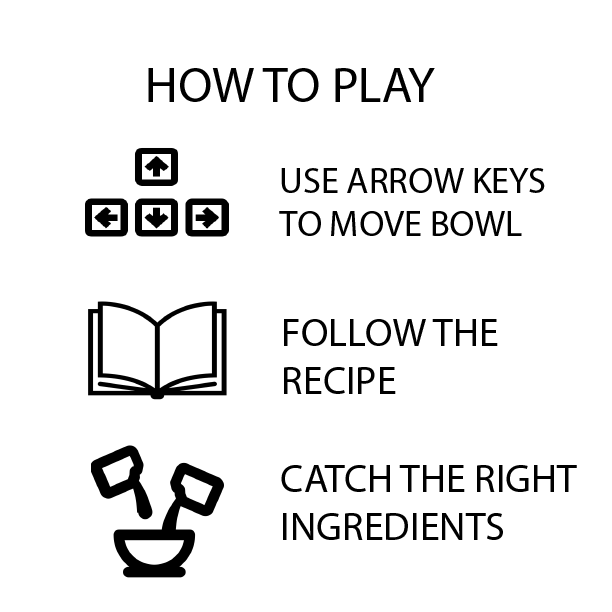 HOW TO PLAY
USE ARROW KEYS
TO MOVE BOWL
FOLLOW THE
RECIPE
CATCH THE RIGHT
INGREDIENTS